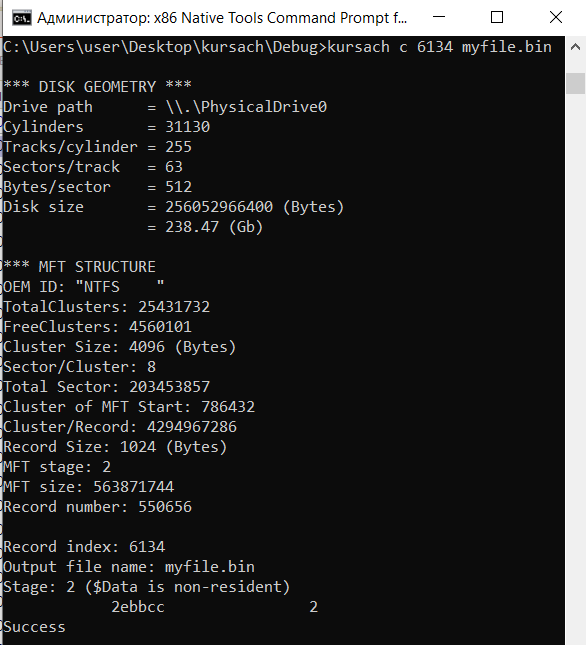 Администратор: x86 Native Tools Command Prompt f...
C:\Users\user\Desktop\kursach\Debug>kursach c 6134 myfile.bin
*** DISK GEOMETRY ***
Drive path      = \\.\PhysicalDrive0
Cylinders       = 31130
Tracks/cylinder = 255
Sectors/track   = 63
Bytes/sector    = 512
Disk size       = 256052966400 (Bytes)
                = 238.47 (Gb)
*** MFT STRUCTURE
OEM ID: "NTFS    "
TotalClusters: 25431732
FreeClusters: 4560101
Cluster Size: 4096 (Bytes)
Sector/Cluster: 8
Total Sector: 203453857
Cluster of MFT Start: 786432
Cluster/Record: 4294967286
Record Size: 1024 (Bytes)
MFT stage: 2
MFT size: 563871744
Record number: 550656
Record index: 6134
Output file name: myfile.bin
Stage: 2 ($Data is non-resident)
            2ebbcc                2
Success